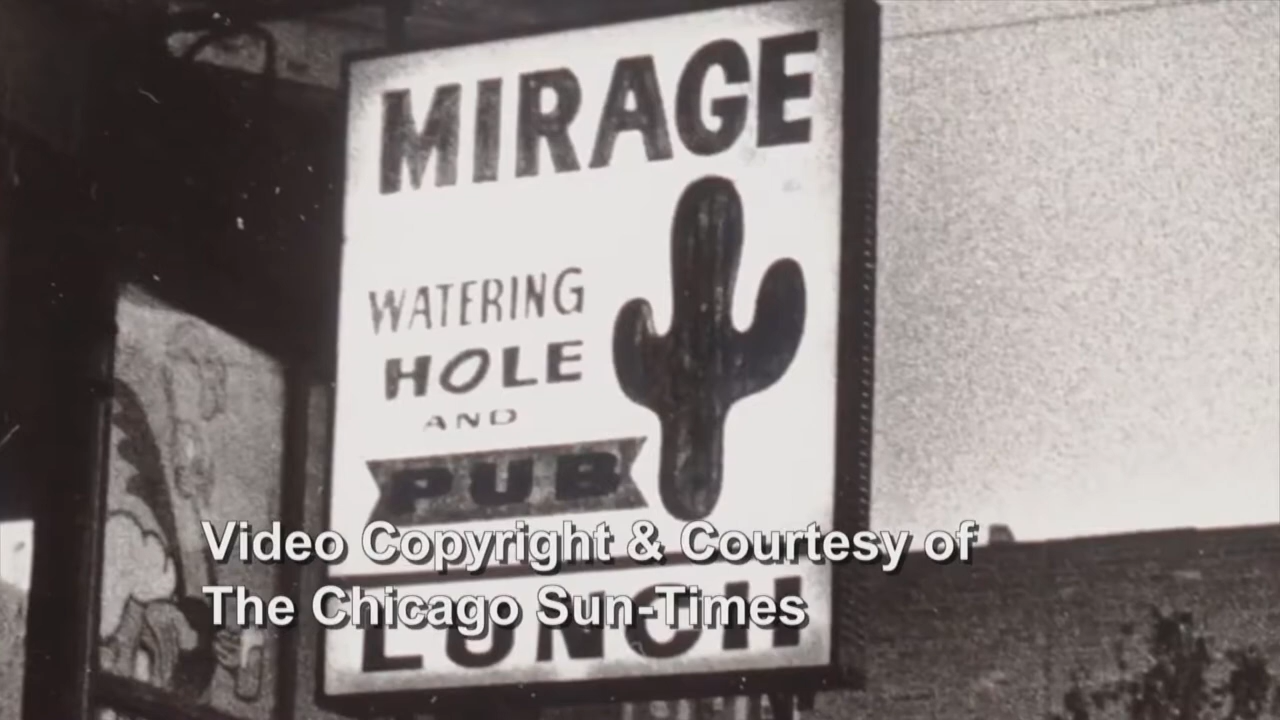 MIRAGE
WATERING
HOLE
AND
PUB
Video Copyright & Courtesy of
The Chicago Sun-Times
LUNCH